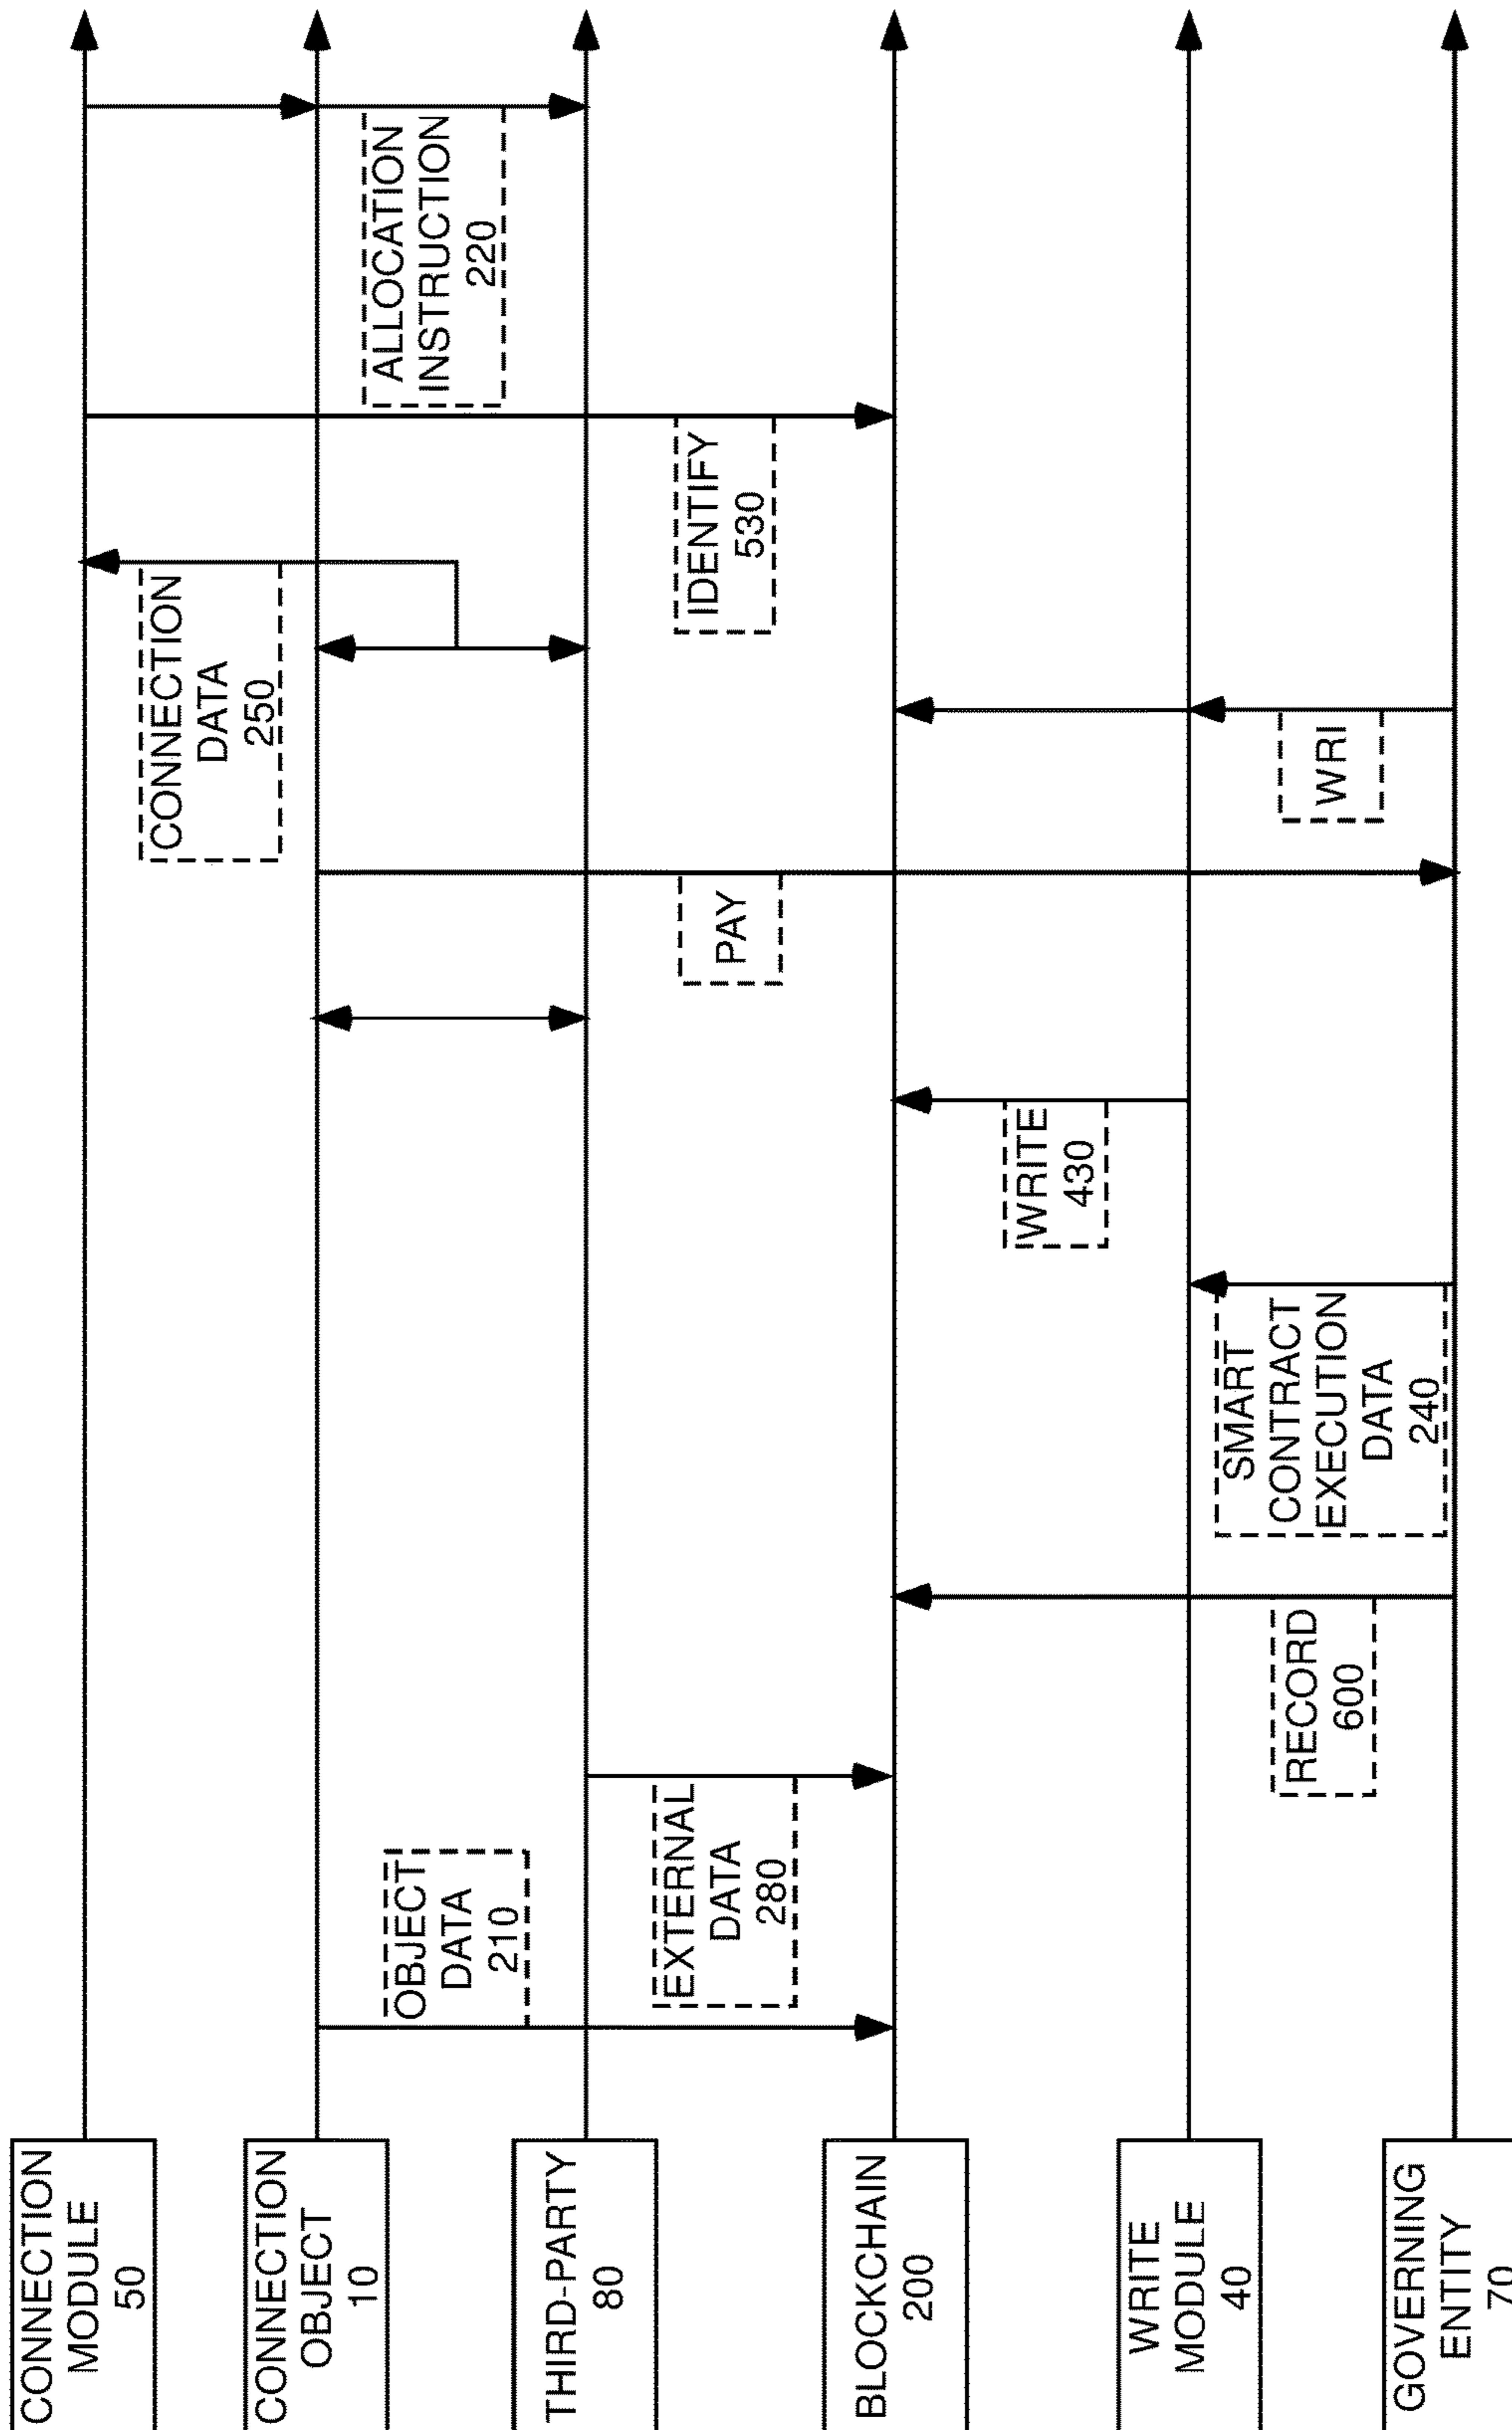 CONNECTION
MODULE
50
CONNECTION
OBJECT
10
THIRD-PARTY
80
BLOCKCHAIN
200
WRITE
MODULE
40
GOVERNING
ENTITY
70
OBJECT
DATA
210
EXTERNAL
DATA
280
RECORD
600
SMART
CONTRACT
EXECUTION
DATA
240
WRITE
430
PAY
WRI
CONNECTION
DATA
250
IDENTIFY
530
ALLOCATION
INSTRUCTION
220